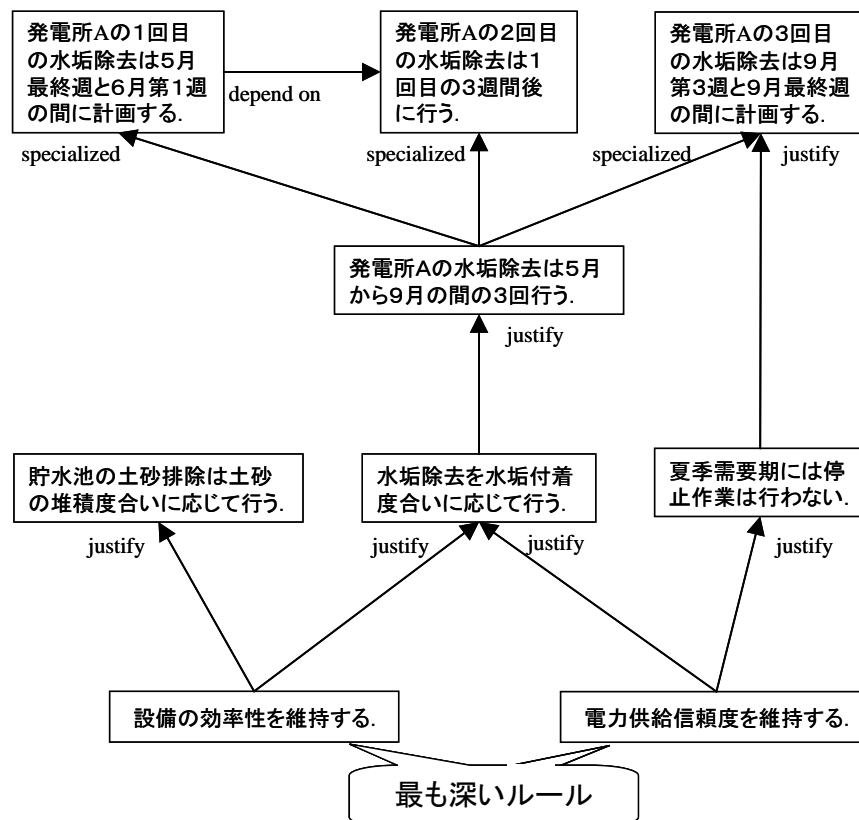 発電所Aの1回目
の水垢除去は5月
最終週と6月第1週
の間に計画する.
depend on
発電所Aの2回目
の水垢除去は1
回目の3週間後
に行う.
発電所Aの3回目
の水垢除去は9月
第3週と9月最終週
の間に計画する.
specialized
specialized
specialized
justify
発電所Aの水垢除去は5月
から9月の間の3回行う.
justify
貯水池の土砂排除は土砂
の堆積度合いに応じて行う.
水垢除去を水垢付着
度合いに応じて行う.
夏季需要期には停
止作業は行わない.
justify
justify
justify
justify
設備の効率性を維持する.
電力供給信頼度を維持する.
最も深いルール